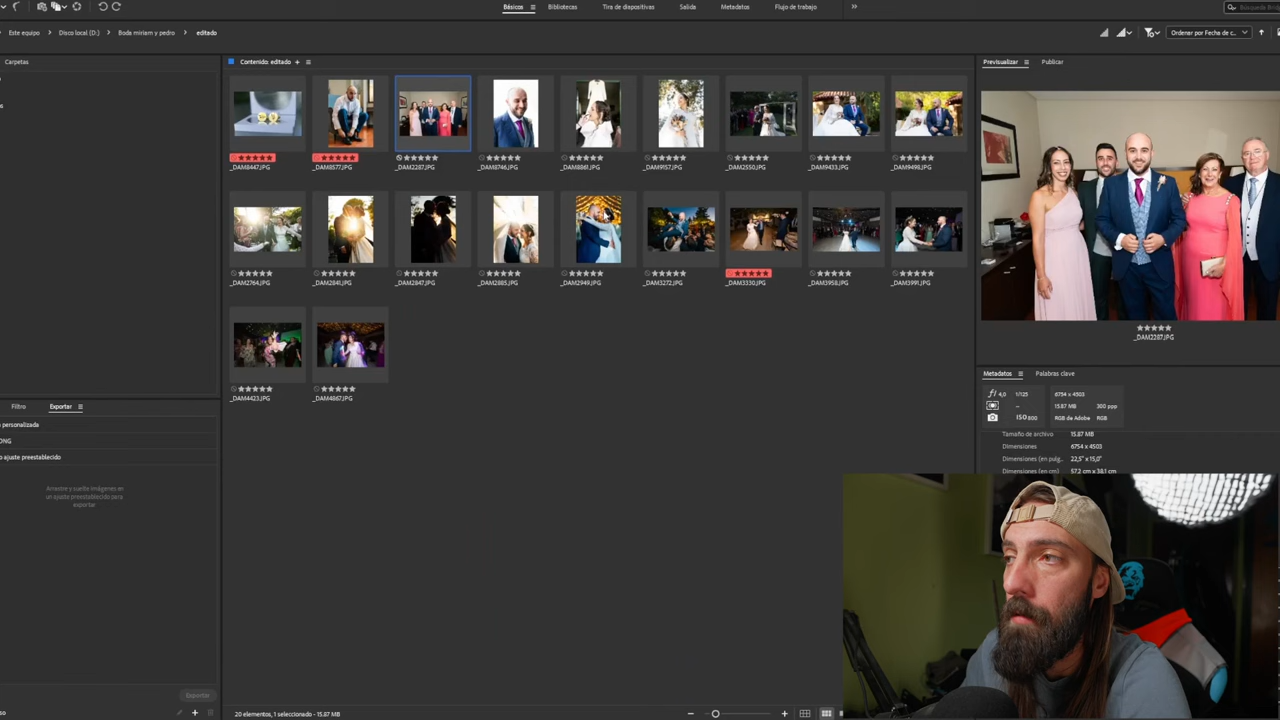 Básicos
Bibliotecas
Tira de diapositivas
Salida
Metadatos
Flujo de trabajo
Este equipo
Disco local (D:)
Boda miriam y pedro
editado
Ordenar por Fecha de c...
Carpetas
Contenido: editado
_DAM8447.JPG
_DAM8577.JPG
_DAM2287.JPG
_DAM8746.JPG
_DAM8861.JPG
_DAM9157.JPG
_DAM2550.JPG
_DAM9433.JPG
_DAM9498.JPG
_DAM2764.JPG
_DAM2841.JPG
_DAM2847.JPG
_DAM2885.JPG
_DAM2949.JPG
_DAM3272.JPG
_DAM3330.JPG
_DAM3958.JPG
_DAM3991.JPG
_DAM4423.JPG
_DAM4867.JPG
Previsualizar
Publicar
_DAM2287.JPG
Metadatos
Palabras clave
f/ 4,0
1/125
--
ISO800
6754 x 4503
15.87 MB
300 ppp
RGB de Adobe
RGB
Tamaño de archivo
15.87 MB
Dimensiones
6754 x 4503
Dimensiones (en pulg..
22,5" x 15,0"
Dimensiones (en cm)
57.2 cm x 38.1 cm
Filtro
Exportar
personalizada
DNG
ajuste preestablecido
Arrastre y suelte imágenes en
un ajuste preestablecido para
exportar
Exportar
20 elementos, 1 seleccionado - 15.87 MB